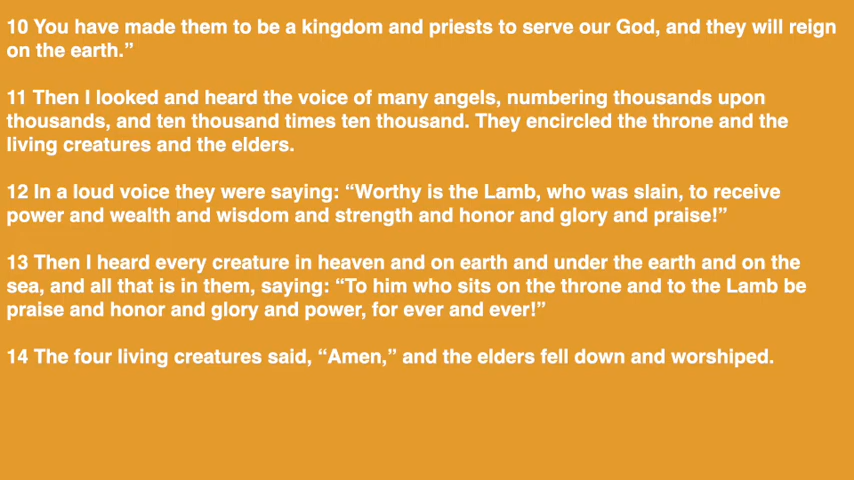 10 You have made them to be a kingdom and priests to serve our God, and they will reign
on the earth.”
11 Then I looked and heard the voice of many angels, numbering thousands upon
thousands, and ten thousand times ten thousand. They encircled the throne and the
living creatures and the elders.
12 In a loud voice they were saying: “Worthy is the Lamb, who was slain, to receive
power and wealth and wisdom and strength and honor and glory and praise!”
13 Then I heard every creature in heaven and on earth and under the earth and on the
sea, and all that is in them, saying: “To him who sits on the throne and to the Lamb be
praise and honor and glory and power, for ever and ever!”
14 The four living creatures said, “Amen,” and the elders fell down and worshiped.